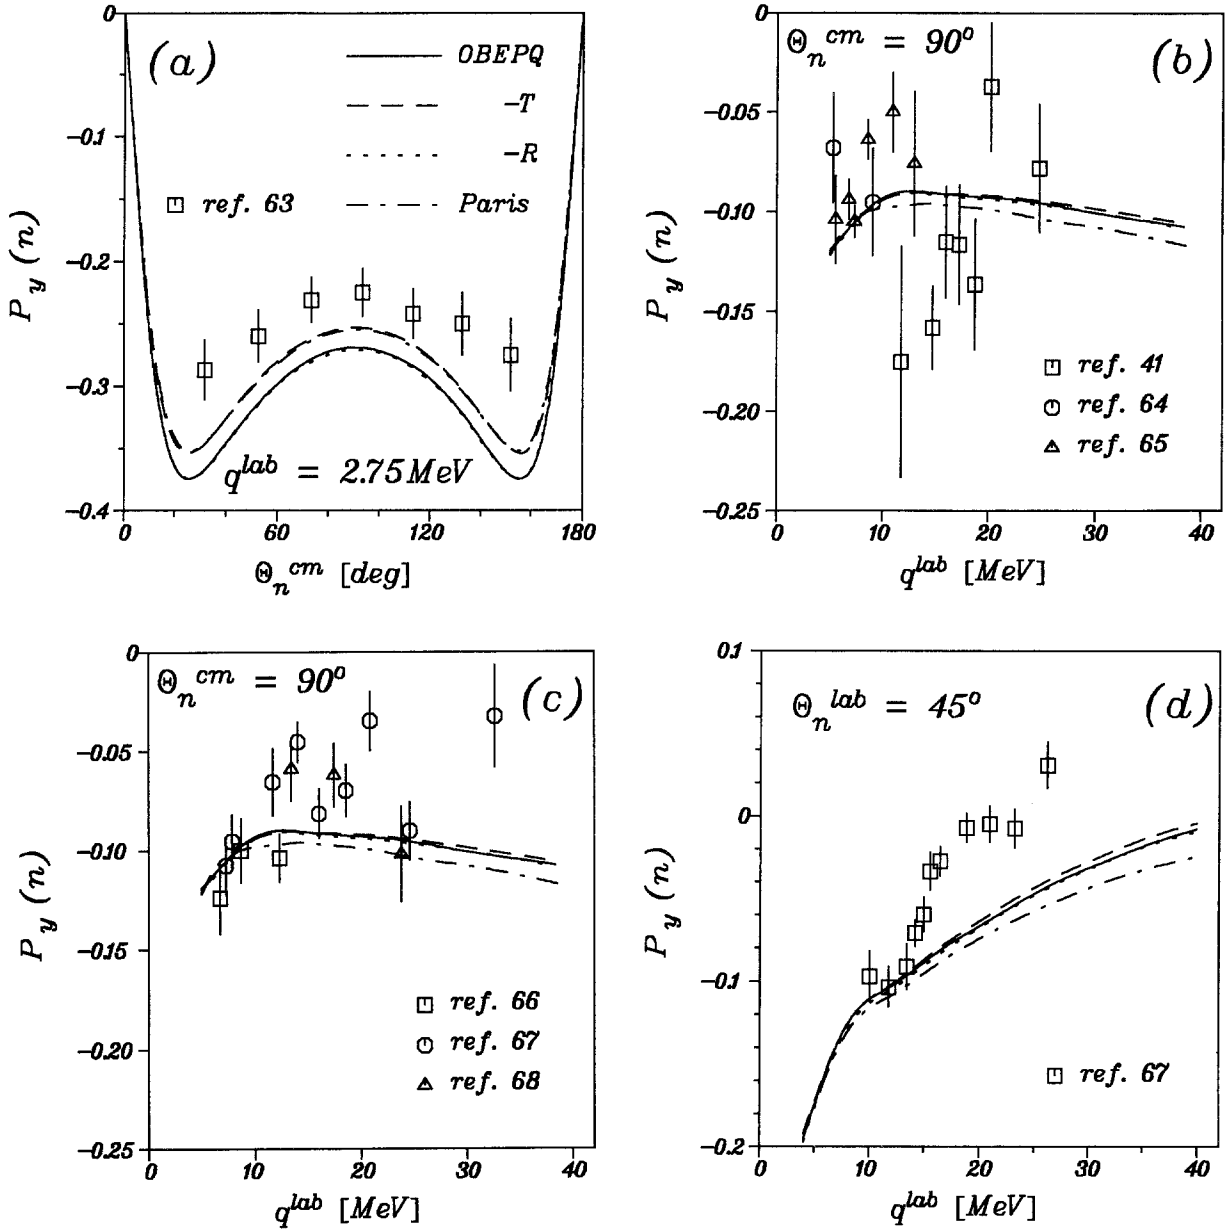 (a)
OBEPQ
-T
-R
ref. 63 Paris
q^lab = 2.75MeV
0
-0.1
-0.2
-0.3
-0.4
P_y (n)
0 60 120 180
Θ_n^cm [deg]
Θ_n^cm = 90° (b)
ref. 41
ref. 64
ref. 65
0
-0.05
-0.10
-0.15
-0.20
-0.25
P_y (n)
0 10 20 30 40
q^lab [MeV]
Θ_n^cm = 90° (c)
ref. 66
ref. 67
ref. 68
0
-0.05
-0.10
-0.15
-0.20
-0.25
P_y (n)
0 10 20 30 40
q^lab [MeV]
Θ_n^lab = 45° (d)
ref. 67
0.1
0
-0.1
-0.2
P_y (n)
0 10 20 30 40
q^lab [MeV]